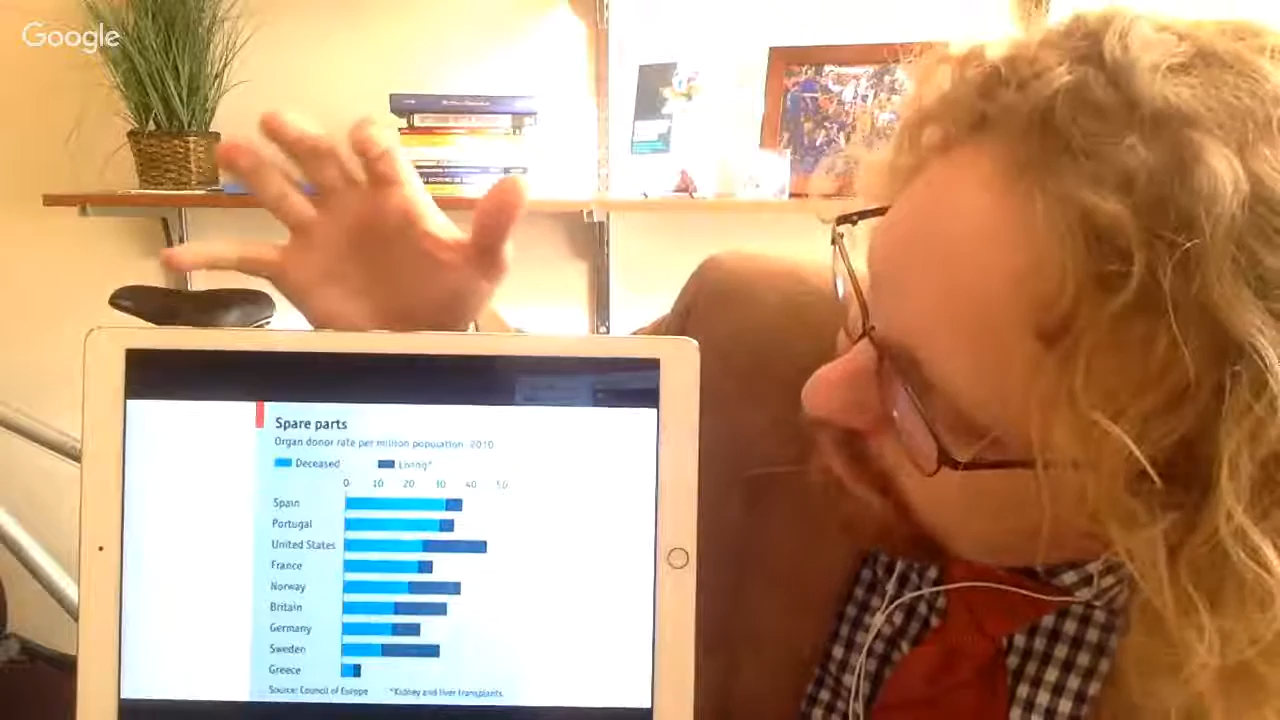 Google
Spare parts
Organ donor rate per million population, 2010
Deceased Living*
0 10 20 30 40 50
Spain
Portugal
United States
France
Norway
Britain
Germany
Sweden
Greece
Source: Council of Europe *Kidney and liver transplants